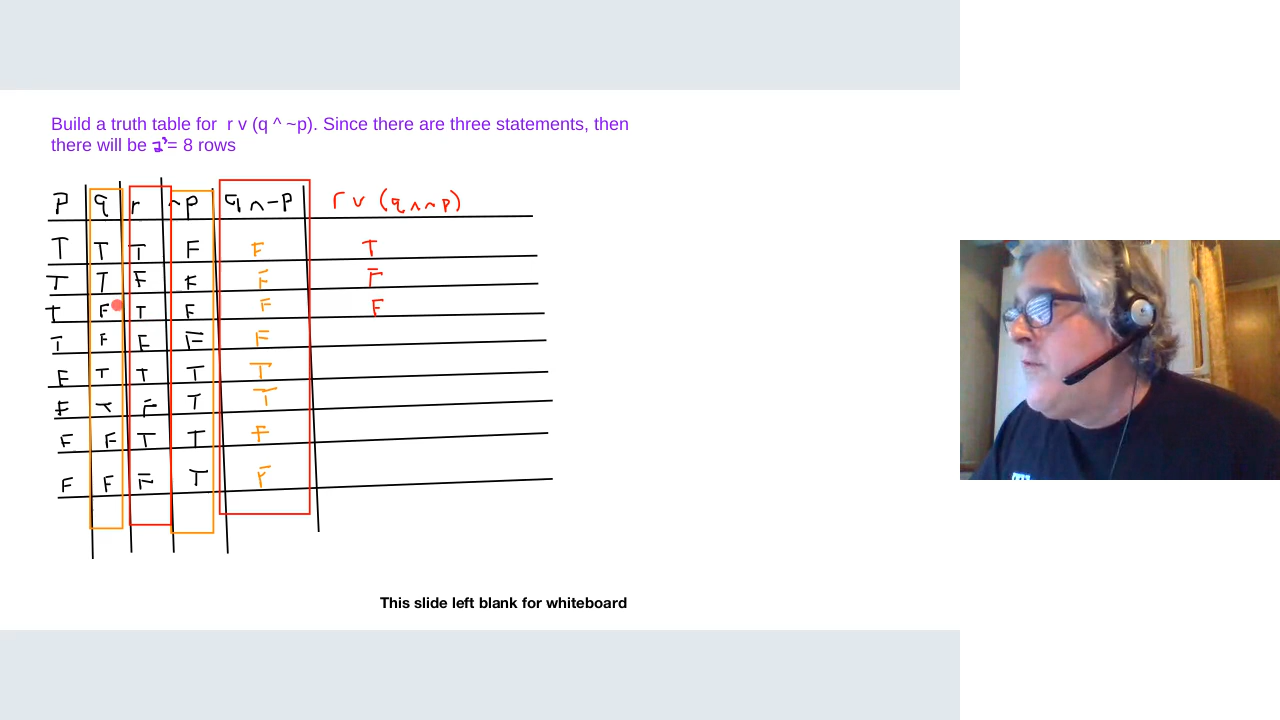 Build a truth table for r v (q ^ ~p). Since there are three statements, then
there will be 2³= 8 rows
P q r ~P q ∧ ~P r v (q ∧ ~ p)
T T T F F T
T T F F F F
T F T F F F
T F F F F
F T T T T
F T F T T
F F T T F
F F F T F
This slide left blank for whiteboard